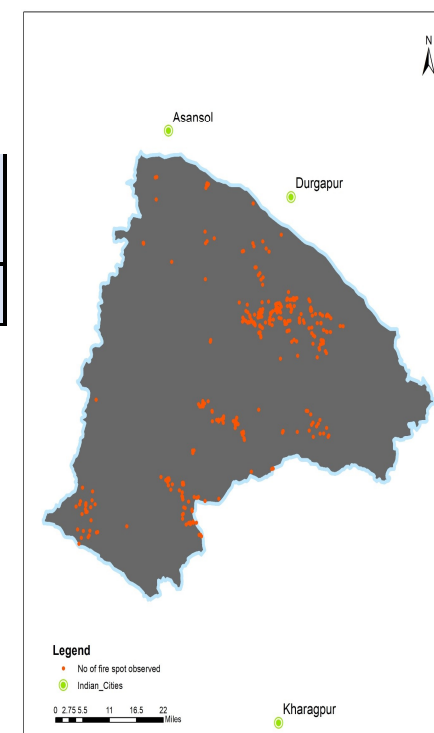 N
Asansol
Durgapur
Legend
No of fire spot observed
Indian_Cities
0 2.75 5.5 11 16.5 22
Miles
Kharagpur